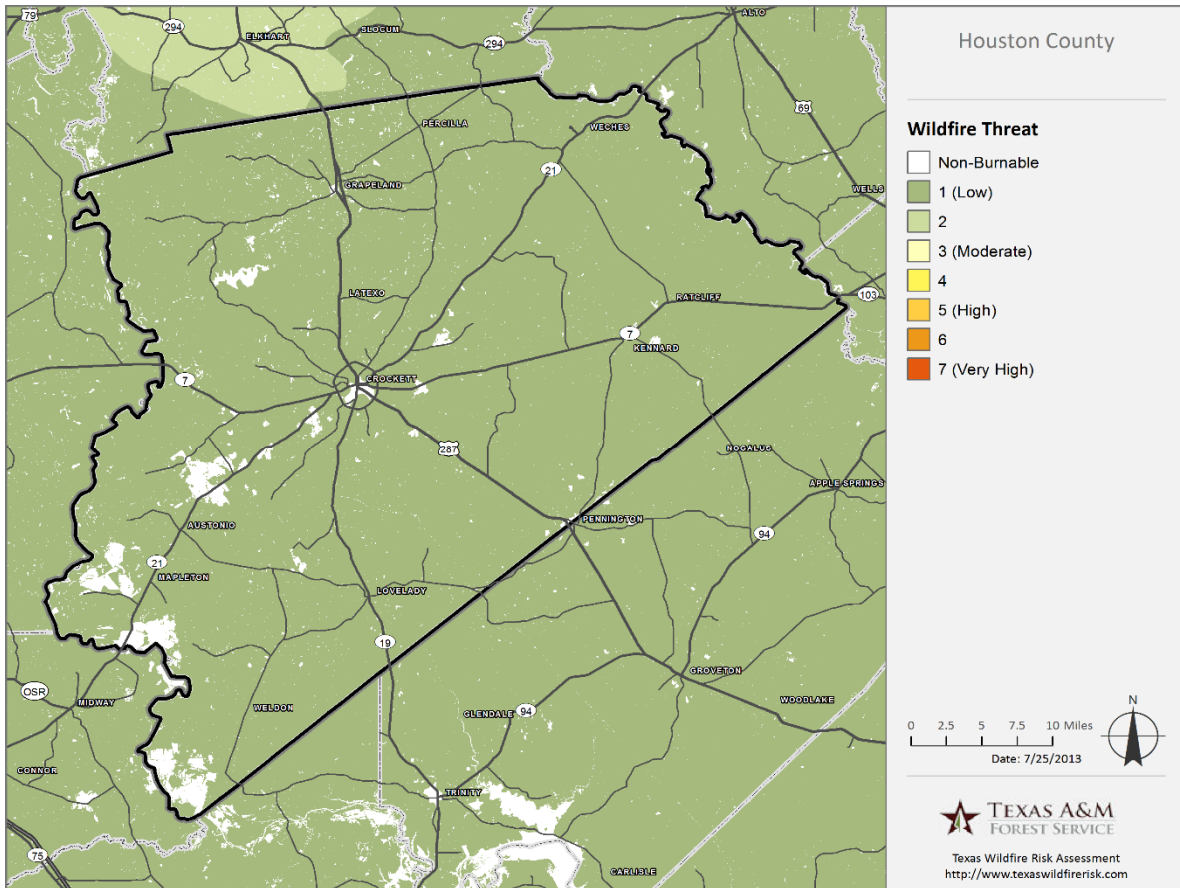 79
294
ELKHART
SLOCUM
294
ALTO
69
PERCILLA
WECHES
21
GRAPELAND
WELLS
LATEXO
RATCLIFF
103
7
KENNARD
7
CROCKETT
287
NOGALUS
APPLE SPRINGS
AUSTONIO
PENNINGTON
94
21
MAPLETON
LOVELADY
19
GROVETON
OSR
MIDWAY
WELDON
GLENDALE
94
WOODLAKE
CONNOR
TRINITY
75
CARLISLE
Houston County
Wildfire Threat
Non-Burnable
1 (Low)
2
3 (Moderate)
4
5 (High)
6
7 (Very High)
N
0 2.5 5 7.5 10 Miles
Date: 7/25/2013
TEXAS A&M
FOREST SERVICE
Texas Wildfire Risk Assessment
http://www.texaswildfirerisk.com